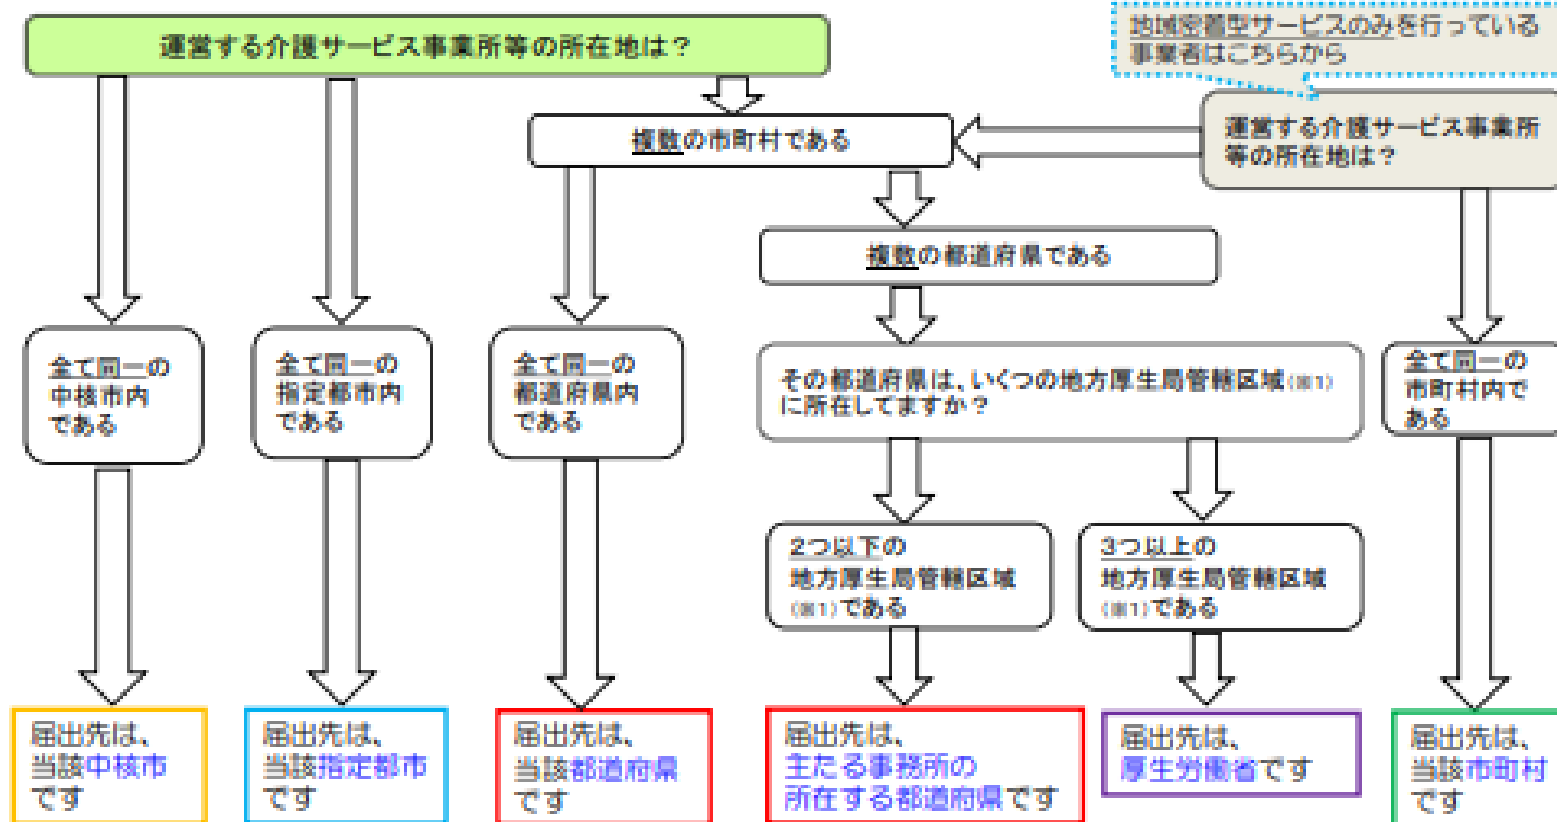 運営する介護サービス事業所等の所在地は？
地域密着型サービスのみを行っている
事業者はこちらから
複数の市町村である
運営する介護サービス事業所
等の所在地は？
複数の都道府県である
全て同一の
中核市内
である
全て同一の
指定都市内
である
全て同一の
都道府県内
である
その都道府県は、いくつの地方厚生局管轄区域(※1)
に所在してますか？
全て同一の
市町村内で
ある
2つ以下の
地方厚生局管轄区域
(※1)である
3つ以上の
地方厚生局管轄区域
(※1)である
届出先は、
当該中核市
です
届出先は、
当該指定都市
です
届出先は、
当該都道府県
です
届出先は、
主たる事務所の
所在する都道府県です
届出先は、
厚生労働省です
届出先は、
当該市町村
です